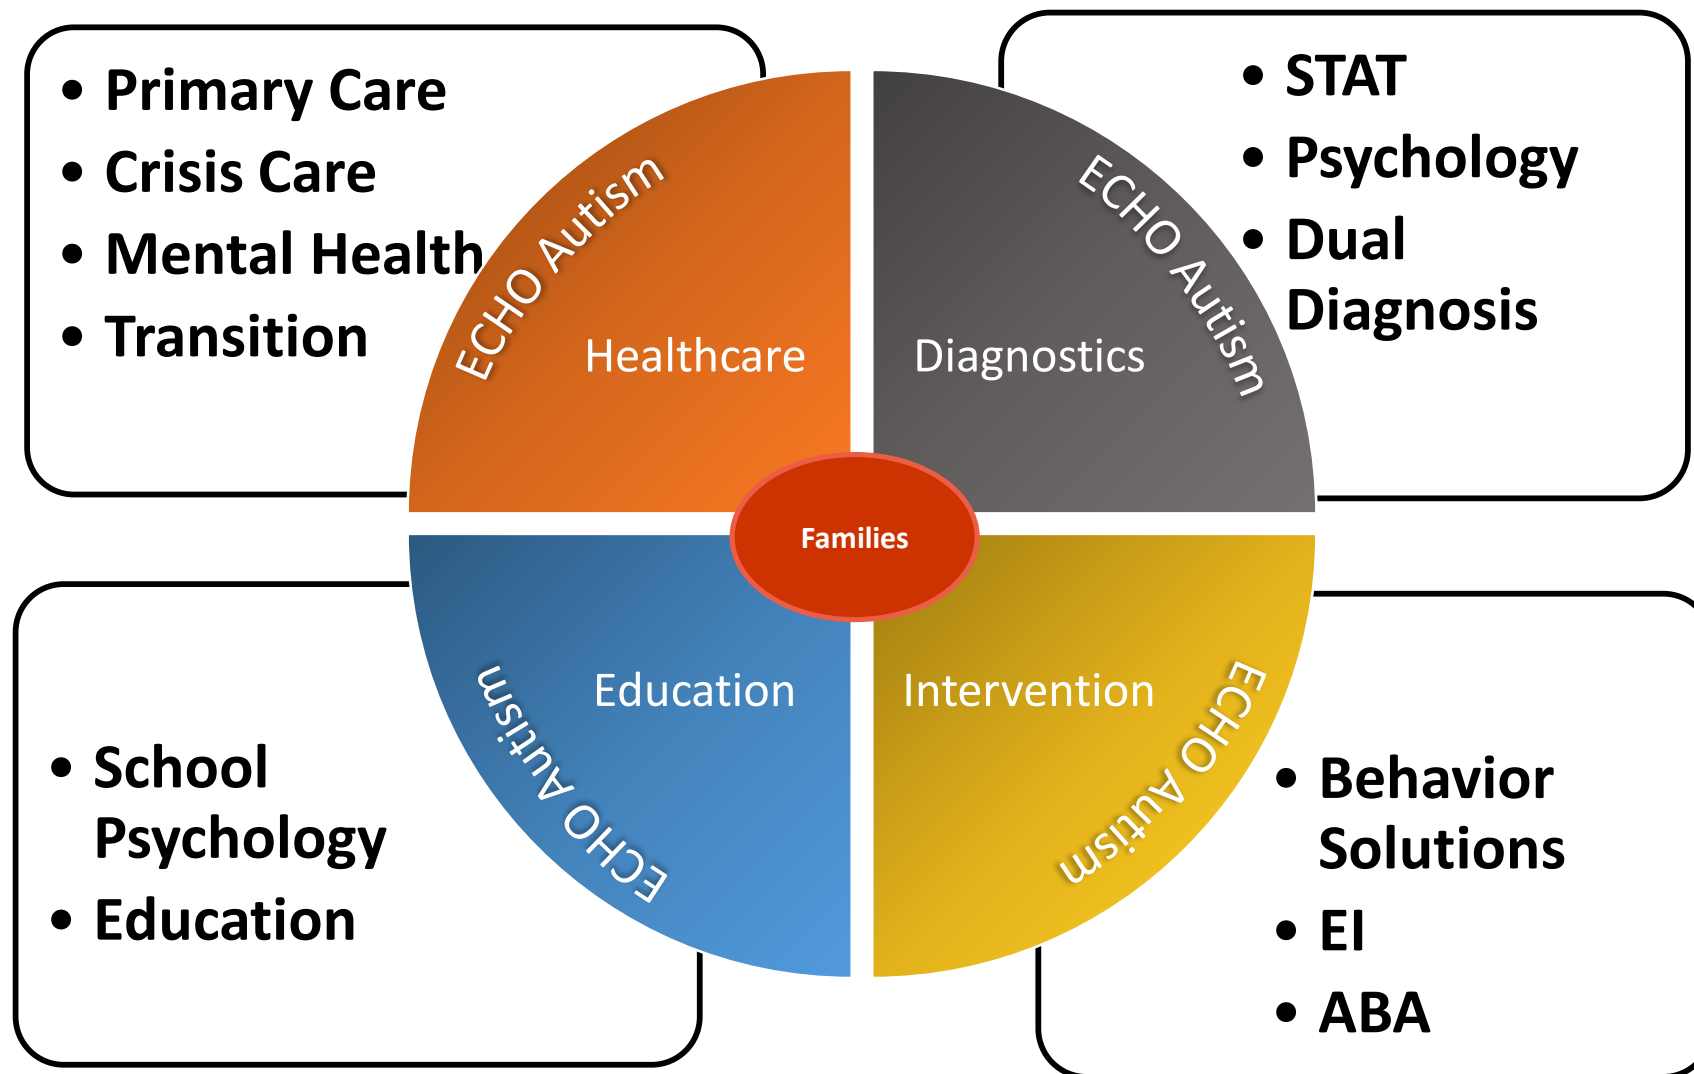 • Primary Care
• Crisis Care
• Mental Health
• Transition
ECHO Autism
Healthcare
• STAT
• Psychology
• Dual
Diagnosis
ECHO Autism
Diagnostics
Families
• School
Psychology
• Education
ECHO Autism
Education
• Behavior
Solutions
• EI
• ABA
ECHO Autism
Intervention